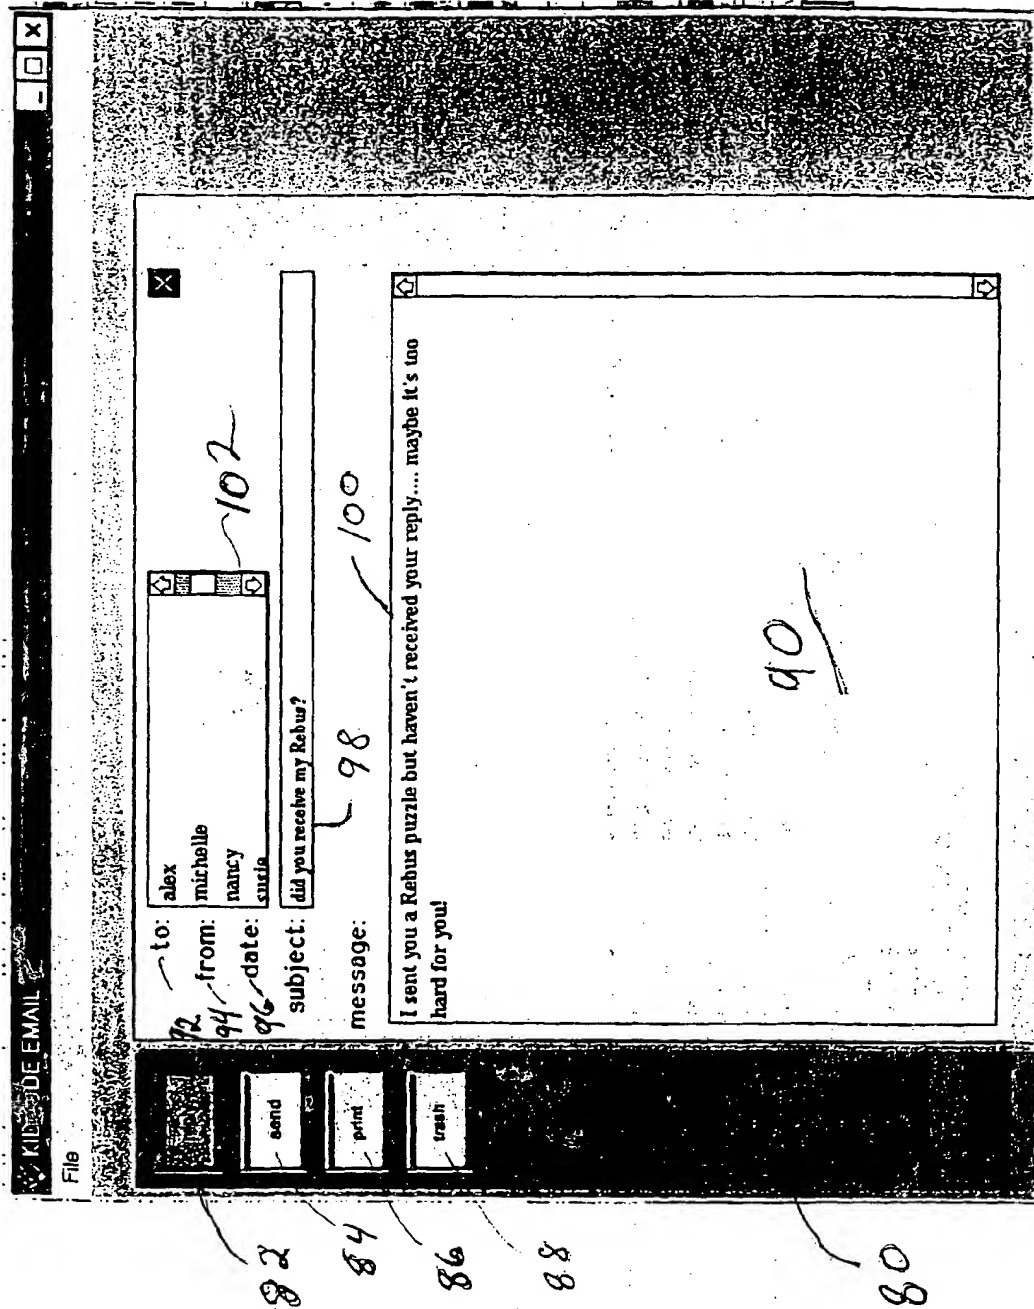 KIDCODE EMAIL
File
to:
from:
date:
alex
michelle
nancy
susie
subject: did you receive my Rebus?
message:
I sent you a Rebus puzzle but haven't received your reply.... maybe it's too
hard for you!
send
print
trash
80
82
84
86
88
90
92
94
96
98
100
102